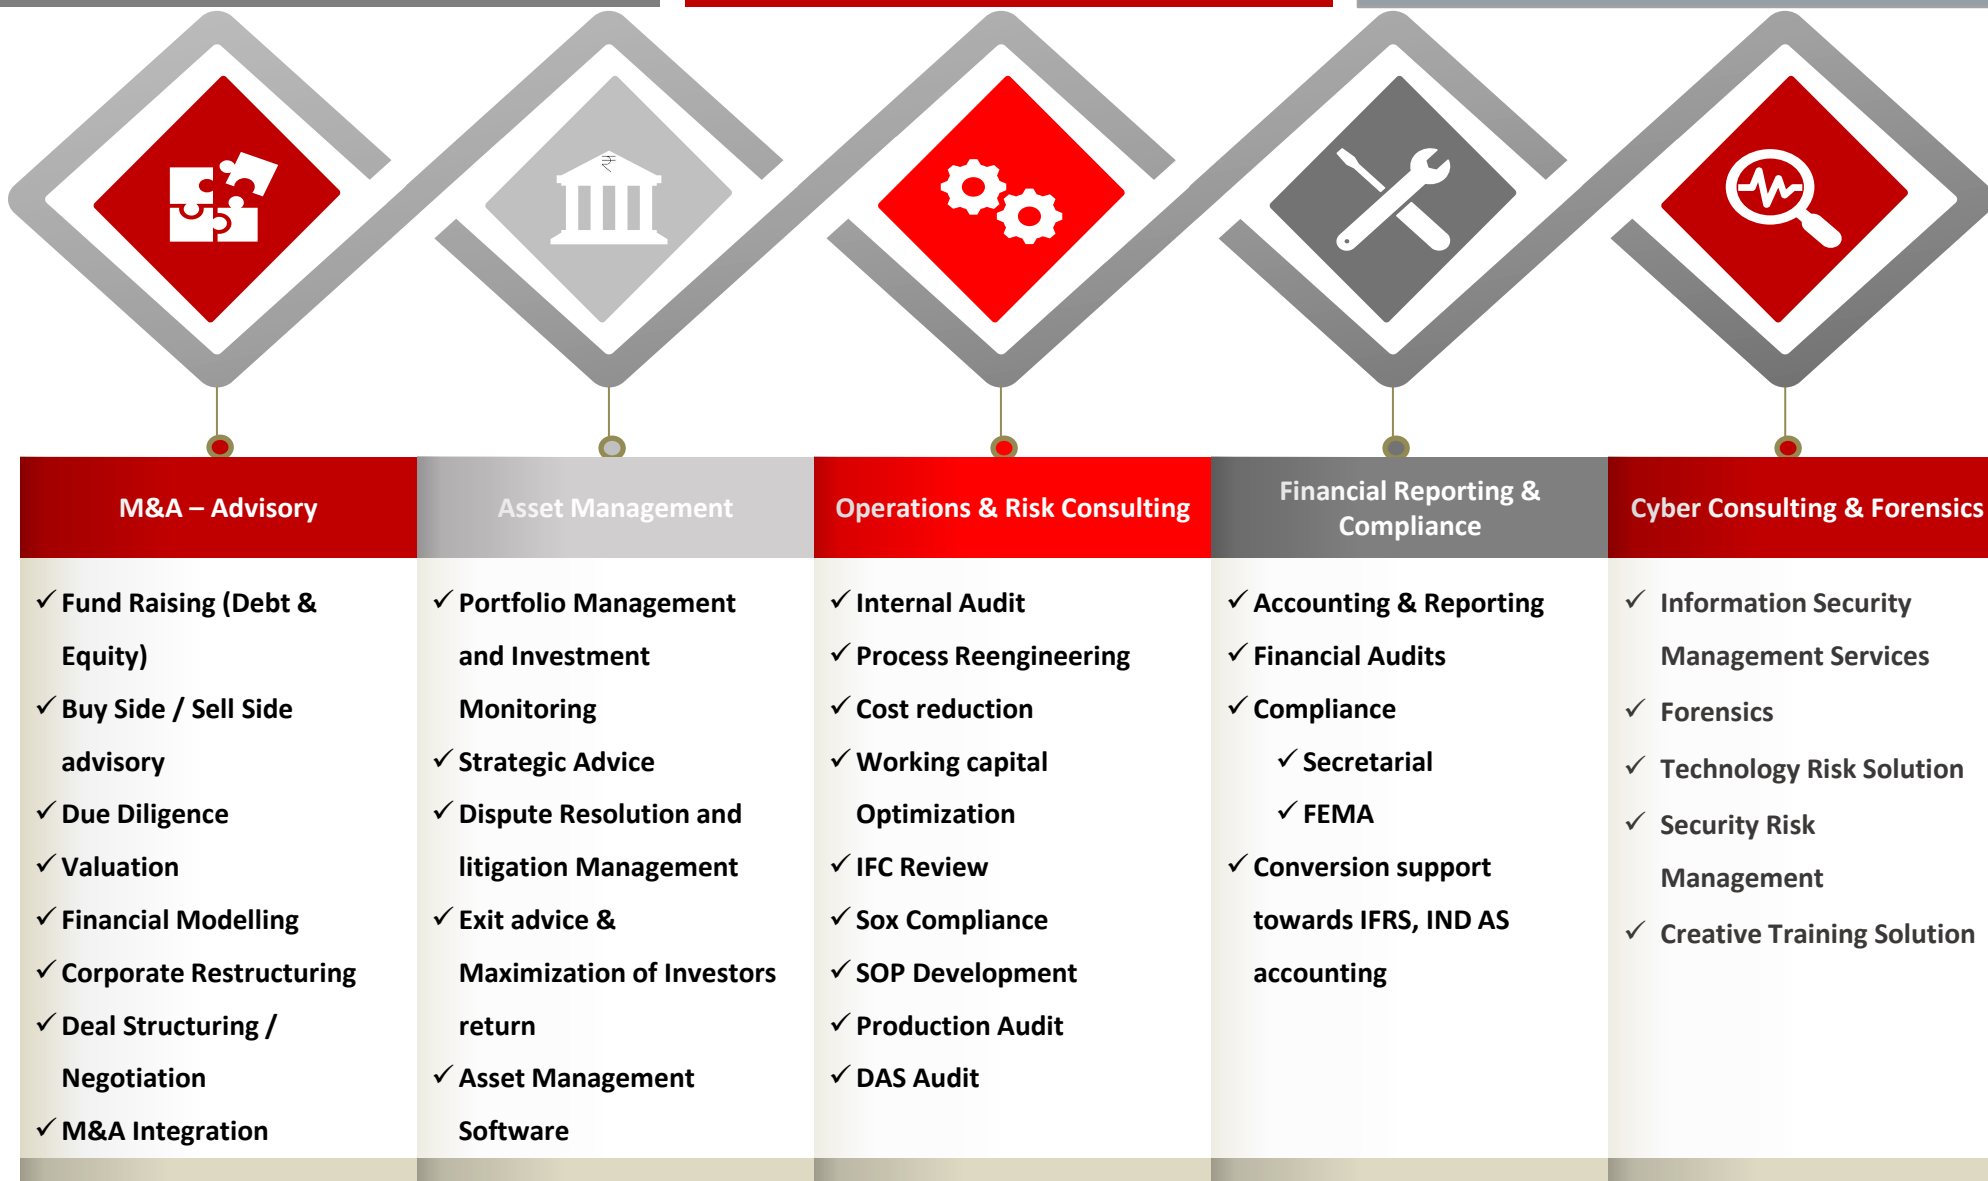 ₹
M&A – Advisory
Fund Raising (Debt &
Equity)
Buy Side / Sell Side
advisory
Due Diligence
Valuation
Financial Modelling
Corporate Restructuring
Deal Structuring /
Negotiation
M&A Integration
Asset Management
Portfolio Management
and Investment
Monitoring
Strategic Advice
Dispute Resolution and
litigation Management
Exit advice &
Maximization of Investors
return
Asset Management
Software
Operations & Risk Consulting
Internal Audit
Process Reengineering
Cost reduction
Working capital
Optimization
IFC Review
Sox Compliance
SOP Development
Production Audit
DAS Audit
Financial Reporting &
Compliance
Accounting & Reporting
Financial Audits
Compliance
Secretarial
FEMA
Conversion support
towards IFRS, IND AS
accounting
Cyber Consulting & Forensics
Information Security
Management Services
Forensics
Technology Risk Solution
Security Risk
Management
Creative Training Solution